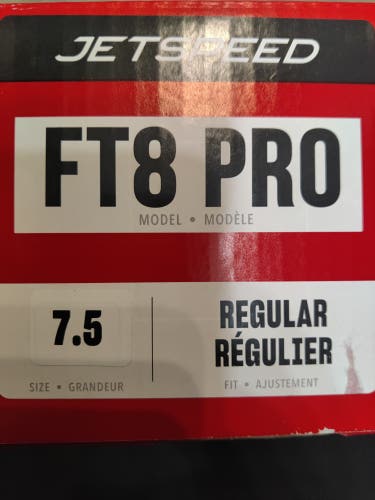 JETSPEED
FT8 PRO
MODEL • MODÈLE
7.5
SIZE • GRANDEUR
REGULAR
RÉGULIER
FIT • AJUSTEMENT